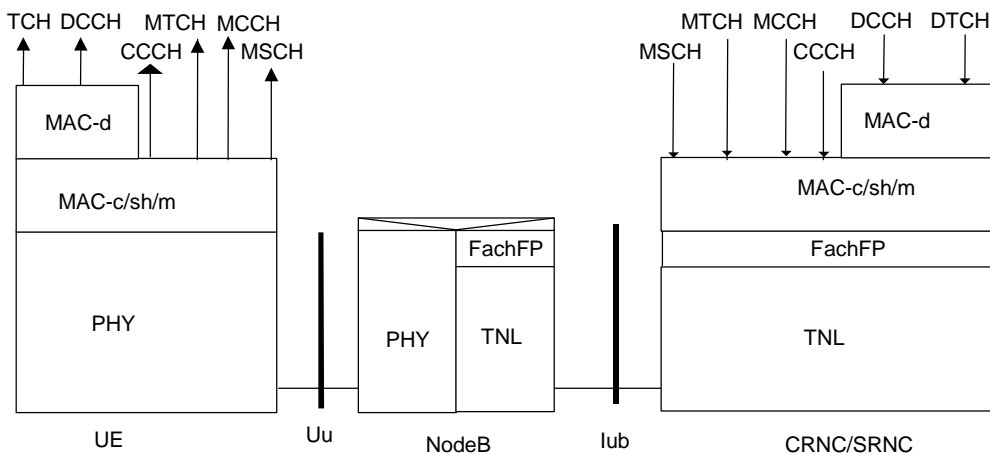 TCH DCCH MTCH MCCH MTCH MCCH DCCH DTCH
CCCH MSCH MSCH CCCH
MAC-d MAC-d
MAC-c/sh/m MAC-c/sh/m
FachFP FachFP
PHY PHY TNL TNL
UE Uu NodeB Iub CRNC/SRNC